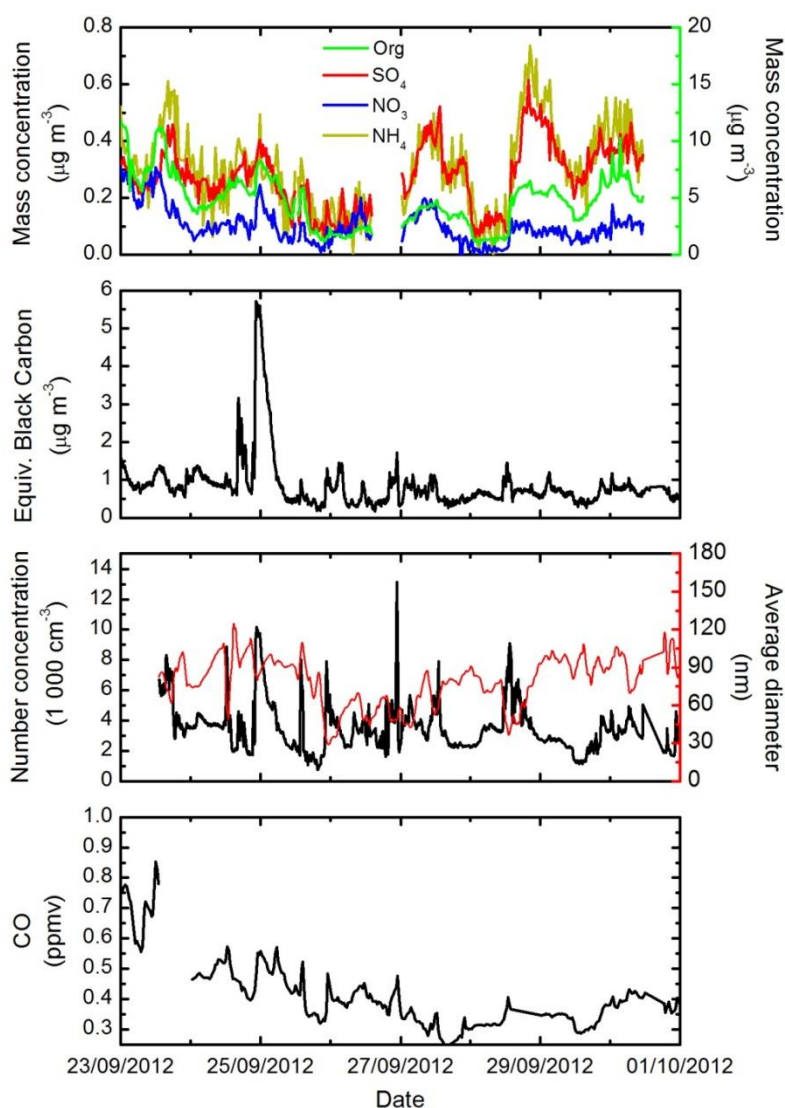 Mass concentration
(μg m⁻³)
0.8
0.6
0.4
0.2
0.0
Org
SO₄
NO₃
NH₄
20
15
10
5
0
Mass concentration
(μg m⁻³)
Equiv. Black Carbon
(μg m⁻³)
6
5
4
3
2
1
0
Number concentration
(1 000 cm⁻³)
14
12
10
8
6
4
2
0
180
150
120
90
60
30
0
Average diameter
(nm)
CO
(ppmv)
1.0
0.9
0.8
0.7
0.6
0.5
0.4
0.3
23/09/2012 25/09/2012 27/09/2012 29/09/2012 01/10/2012
Date